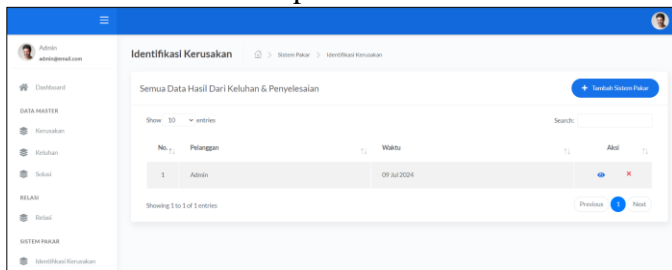 Admin
admin@email.com
Dashboard
DATA MASTER
Kerusakan
Keluhan
Solusi
RELASI
Relasi
SISTEM PAKAR
Identifikasi Kerusakan
Identifikasi Kerusakan
> Sistem Pakar > Identifikasi Kerusakan
Semua Data Hasil Dari Keluhan & Penyelesaian
+ Tambah Sistem Pakar
Show 10 entries
Search:
No. Pelanggan Waktu Aksi
1 Admin 09 Jul 2024
Showing 1 to 1 of 1 entries
Previous 1 Next